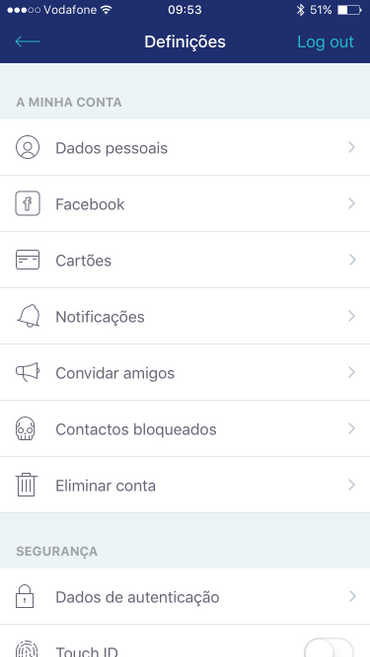 Vodafone 09:53 51%
Definições Log out
A MINHA CONTA
Dados pessoais
Facebook
Cartões
Notificações
Convidar amigos
Contactos bloqueados
Eliminar conta
SEGURANÇA
Dados de autenticação
Touch ID